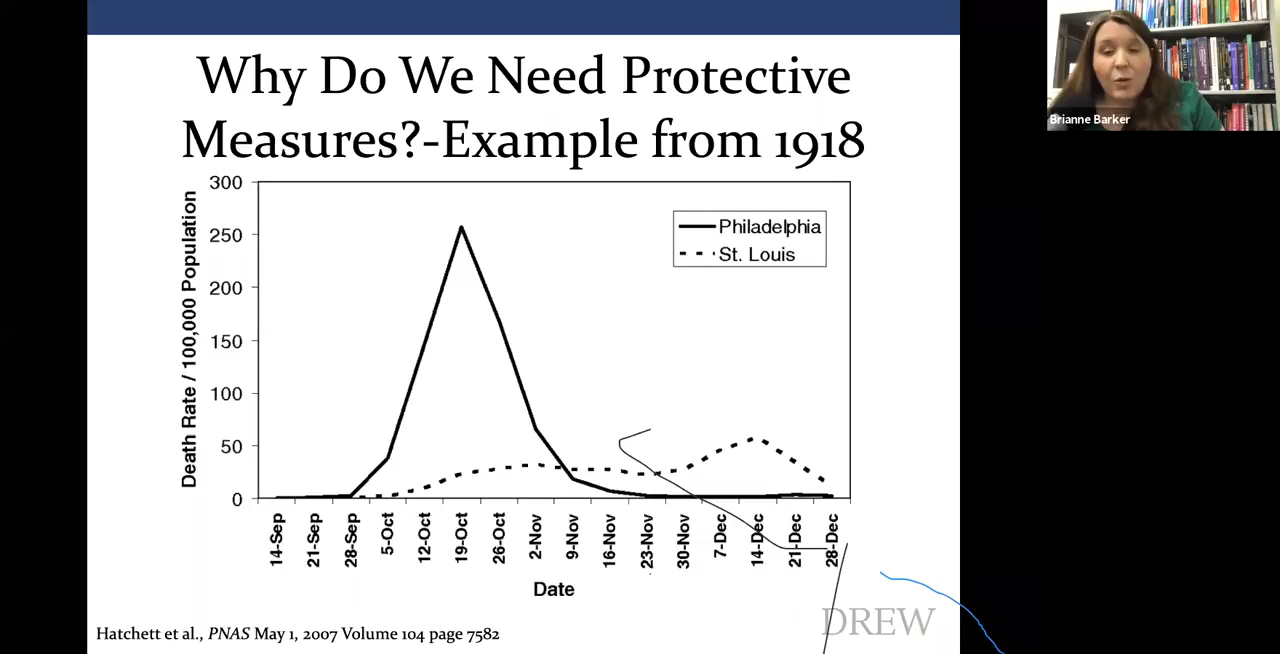 Why Do We Need Protective
Measures?-Example from 1918
Brianne Barker
Death Rate / 100,000 Population
300
250
200
150
100
50
0
Philadelphia
St. Louis
14-Sep
21-Sep
28-Sep
5-Oct
12-Oct
19-Oct
26-Oct
2-Nov
9-Nov
16-Nov
23-Nov
30-Nov
7-Dec
14-Dec
21-Dec
28-Dec
Date
DREW
Hatchett et al., PNAS May 1, 2007 Volume 104 page 7582